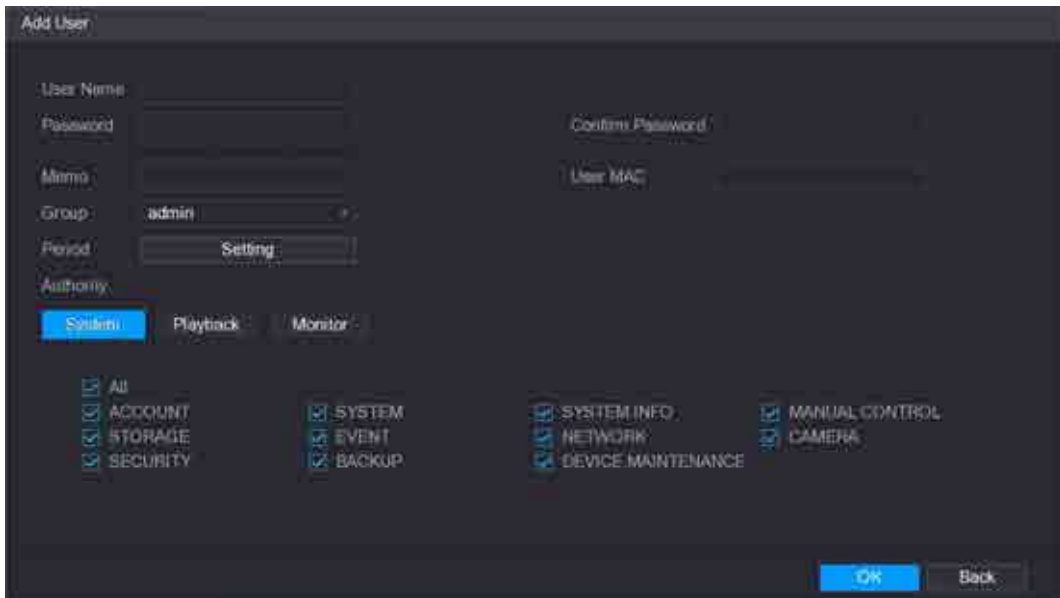 Add User
User Name
Password Confirm Password
Memo User MAC
Group admin
Period Setting
Authority
System Playback Monitor
All
ACCOUNT SYSTEM SYSTEM INFO MANUAL CONTROL
STORAGE EVENT NETWORK CAMERA
SECURITY BACKUP DEVICE MAINTENANCE
OK Back